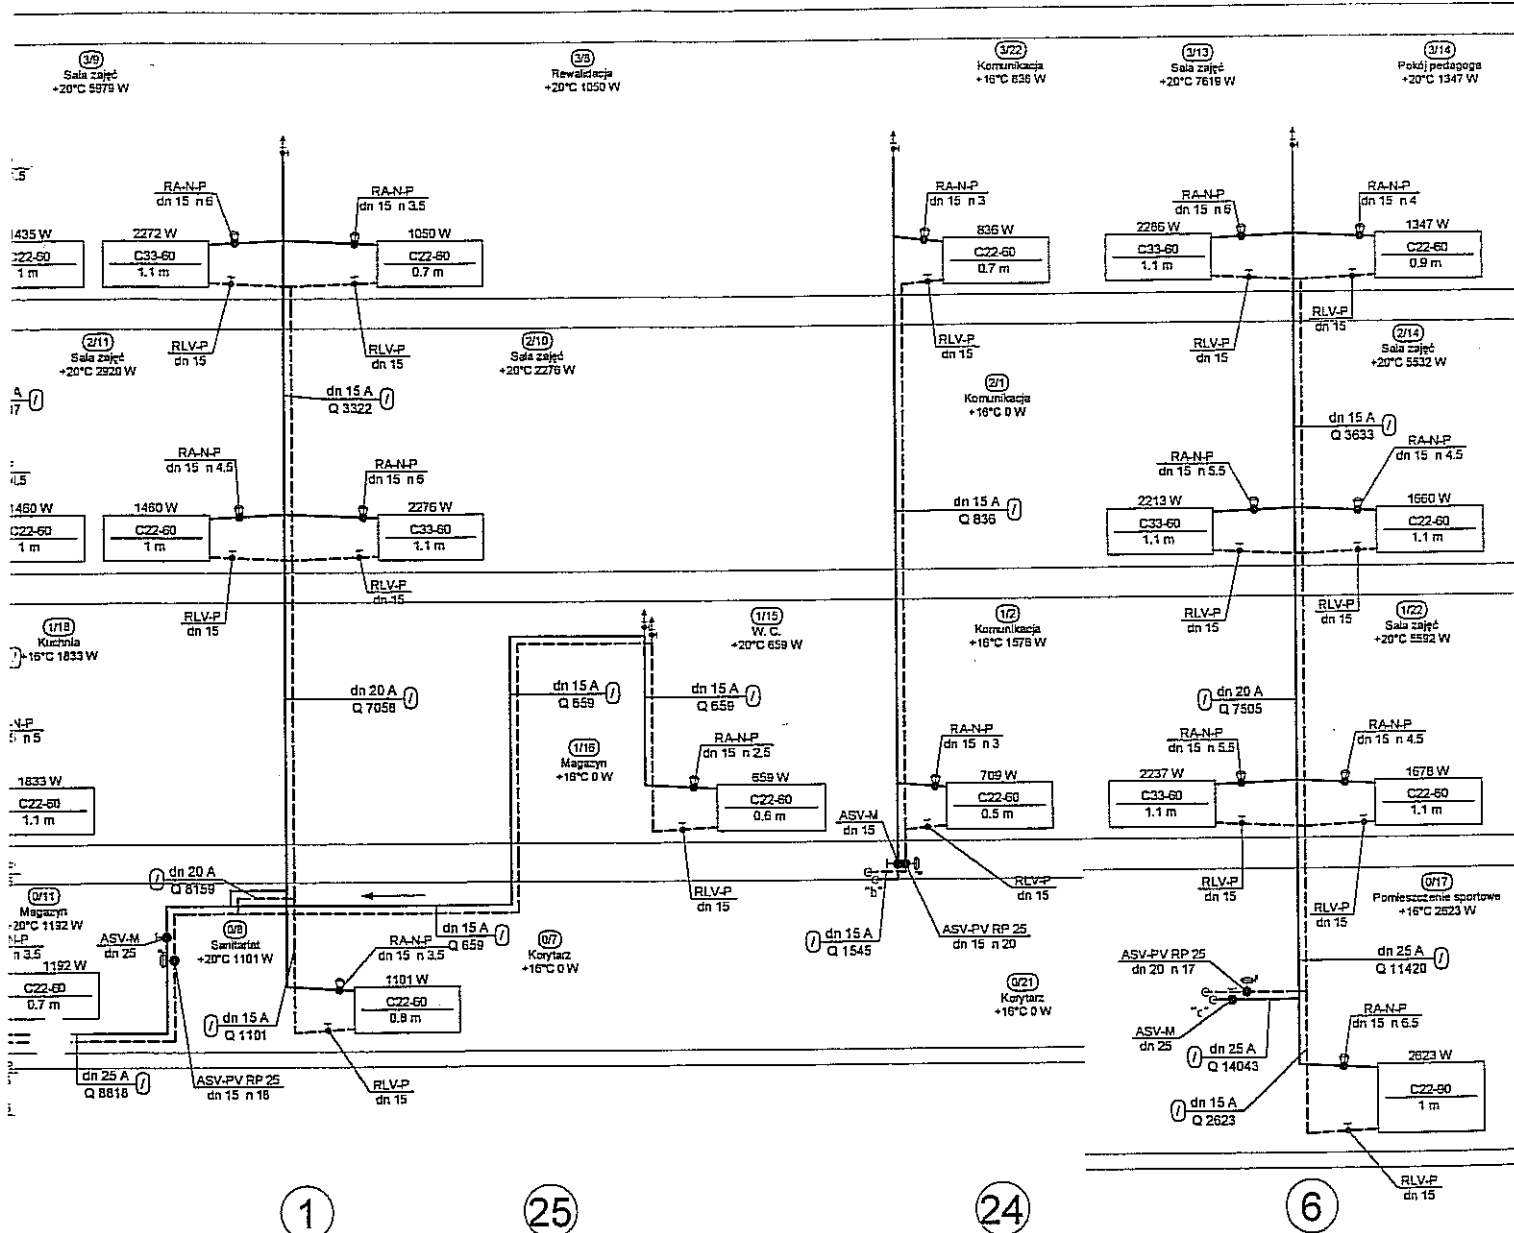 3/9
Sala zajęć
+20°C 5979 W
3/8
Rewalidacja
+20°C 1050 W
3/22
Komunikacja
+16°C 836 W
3/13
Sala zajęć
+20°C 7619 W
3/14
Pokój pedagoga
+20°C 1347 W
RA-N-P
dn 15 n 6
RA-N-P
dn 15 n 3.5
RA-N-P
dn 15 n 3
RA-N-P
dn 15 n 6
RA-N-P
dn 15 n 4
1435 W
C22-60
1 m
2272 W
C33-60
1.1 m
1050 W
C22-60
0.7 m
836 W
C22-60
0.7 m
2286 W
C33-60
1.1 m
1347 W
C22-60
0.9 m
RLV-P
dn 15
RLV-P
dn 15
RLV-P
dn 15
RLV-P
dn 15
RLV-P
dn 15
2/11
Sala zajęć
+20°C 2920 W
2/10
Sala zajęć
+20°C 2276 W
2/1
Komunikacja
+16°C 0 W
2/14
Sala zajęć
+20°C 5532 W
dn 15 A
Q 3322
dn 15 A
Q 3633
RA-N-P
dn 15 n 4.5
RA-N-P
dn 15 n 6
RA-N-P
dn 15 n 5.5
RA-N-P
dn 15 n 4.5
1460 W
C22-60
1 m
1460 W
C22-60
1 m
2276 W
C33-60
1.1 m
dn 15 A
Q 836
2213 W
C33-60
1.1 m
1660 W
C22-60
1.1 m
RLV-P
dn 15
RLV-P
dn 15
RLV-P
dn 15
RLV-P
dn 15
1/18
Kuchnia
+16°C 1833 W
1/15
W. C.
+20°C 659 W
1/2
Komunikacja
+16°C 1576 W
1/22
Sala zajęć
+20°C 5592 W
dn 20 A
Q 7058
dn 15 A
Q 659
dn 15 A
Q 659
dn 20 A
Q 7505
1/16
Magazyn
+16°C 0 W
RA-N-P
dn 15 n 2.5
RA-N-P
dn 15 n 3
RA-N-P
dn 15 n 5.5
RA-N-P
dn 15 n 4.5
1833 W
C22-60
1.1 m
659 W
C22-60
0.6 m
709 W
C22-60
0.5 m
2237 W
C33-60
1.1 m
1678 W
C22-60
1.1 m
ASV-M
dn 15
"b"
RLV-P
dn 15
RLV-P
dn 15
RLV-P
dn 15
RLV-P
dn 15
dn 20 A
Q 8159
0/11
Magazyn
+20°C 1192 W
0/8
Sanitariat
+20°C 1101 W
0/7
Korytarz
+16°C 0 W
0/17
Pomieszczenie sportowe
+16°C 2623 W
ASV-M
dn 25
dn 15 A
Q 659
RA-N-P
dn 15 n 3.5
dn 15 A
Q 1545
ASV-PV RP 25
dn 15 n 20
ASV-PV RP 25
dn 20 n 17
dn 25 A
Q 11420
1192 W
C22-60
0.7 m
1101 W
C22-60
0.8 m
0/21
Korytarz
+16°C 0 W
"c"
ASV-M
dn 25
RA-N-P
dn 15 n 6.5
dn 15 A
Q 1101
dn 25 A
Q 14043
dn 25 A
Q 8818
ASV-PV RP 25
dn 15 n 18
RLV-P
dn 15
2623 W
C22-90
1 m
dn 15 A
Q 2623
RLV-P
dn 15
1
25
24
6